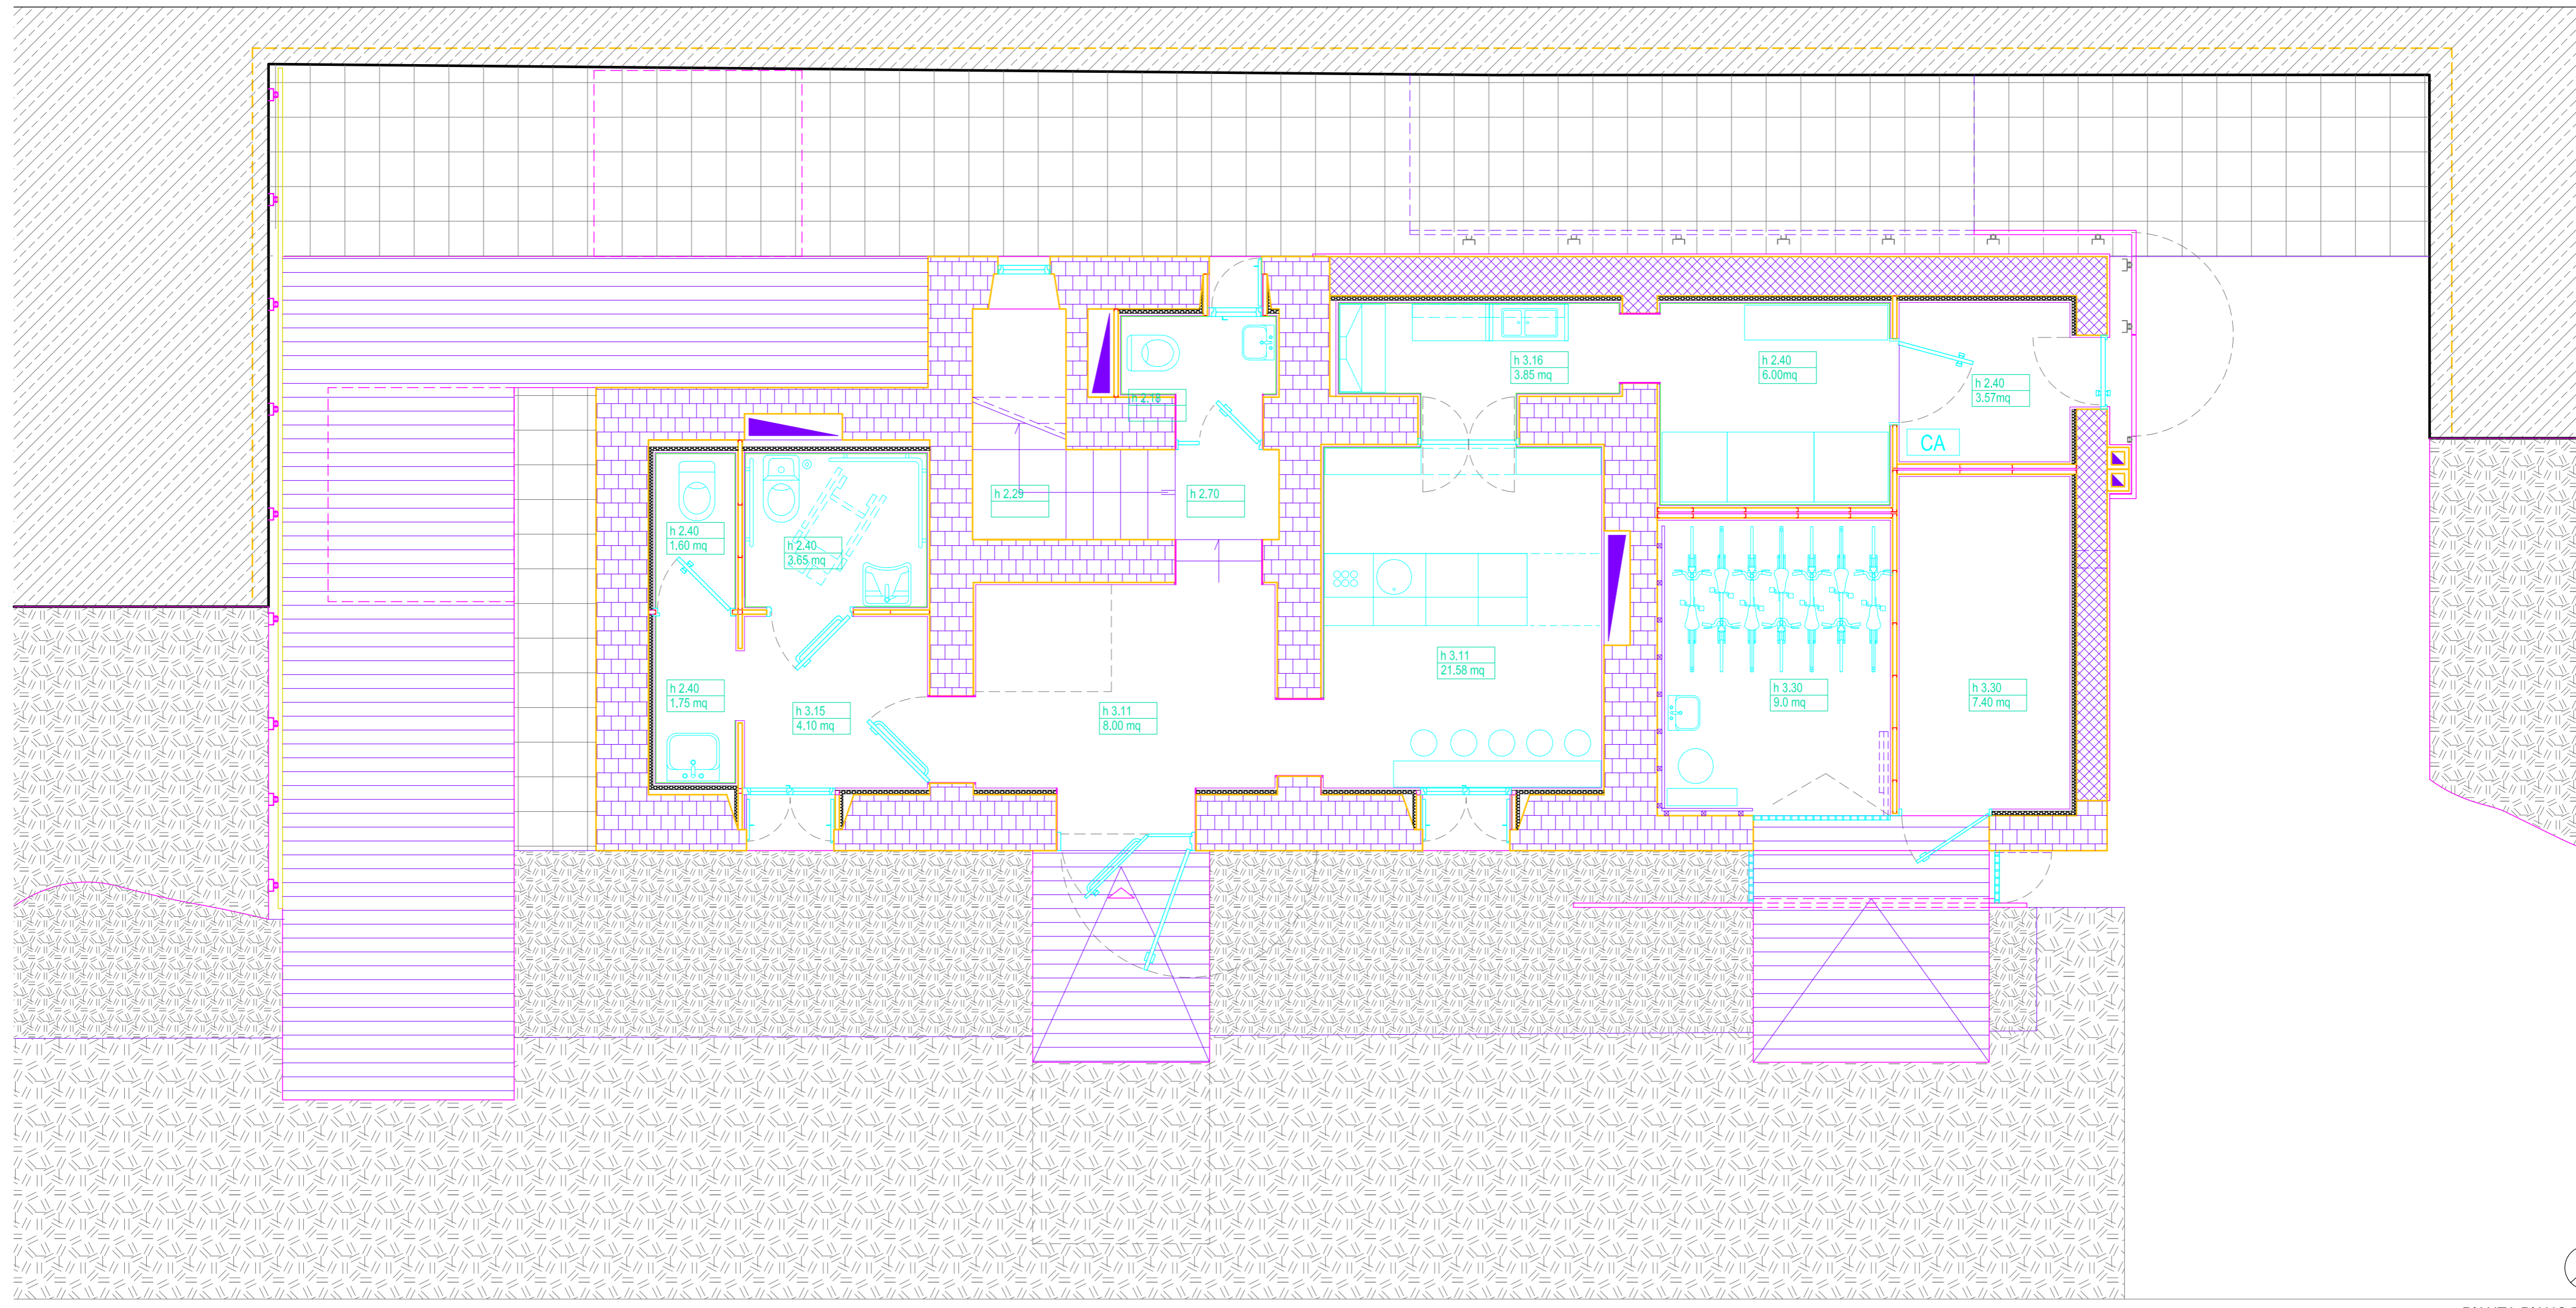 h 3.16
3.85 mq
h 2.40
6.00mq
h 2.40
3.57mq
h 2.18
CA
h 2.29
h 2.70
h 2.40
1.60 mq
h 2.40
3.65 mq
h 3.11
21.58 mq
h 2.40
1.75 mq
h 3.15
4.10 mq
h 3.11
8.00 mq
h 3.30
9.0 mq
h 3.30
7.40 mq